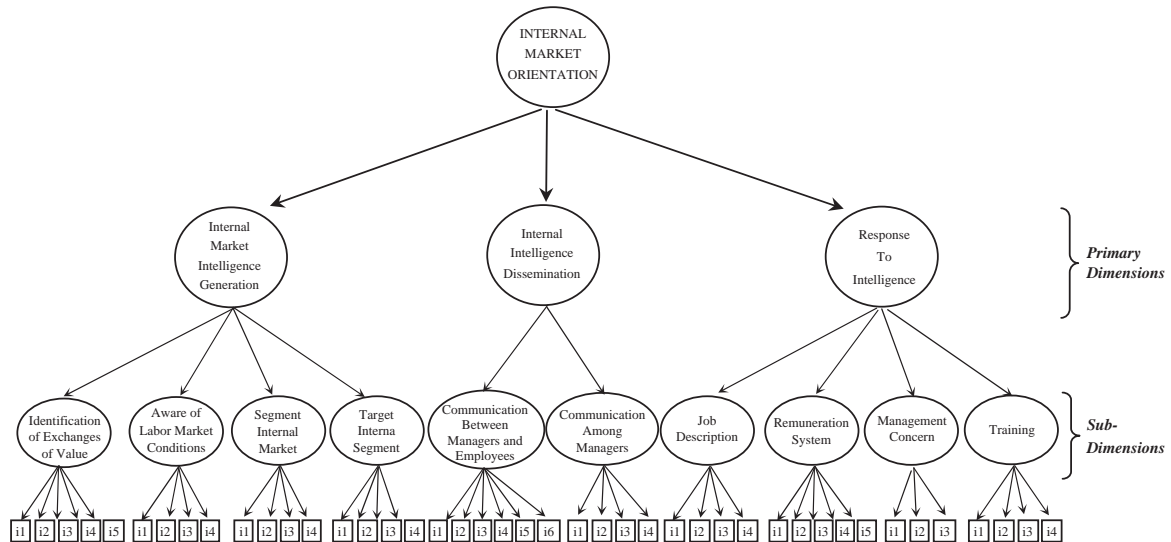 INTERNAL
MARKET
ORIENTATION
Internal
Market
Intelligence
Generation
Internal
Intelligence
Dissemination
Response
To
Intelligence
Primary
Dimensions
Identification
of Exchanges
of Value
Aware of
Labor Market
Conditions
Segment
Internal
Market
Target
Interna
Segment
Communication
Between
Managers and
Employees
Communication
Among
Managers
Job
Description
Remuneration
System
Management
Concern
Training
Sub-
Dimensions
i1 i2 i3 i4 i5 i1 i2 i3 i4 i1 i2 i3 i4 i1 i2 i3 i4 i1 i2 i3 i4 i5 i6 i1 i2 i3 i4 i1 i2 i3 i4 i1 i2 i3 i4 i5 i1 i2 i3 i1 i2 i3 i4